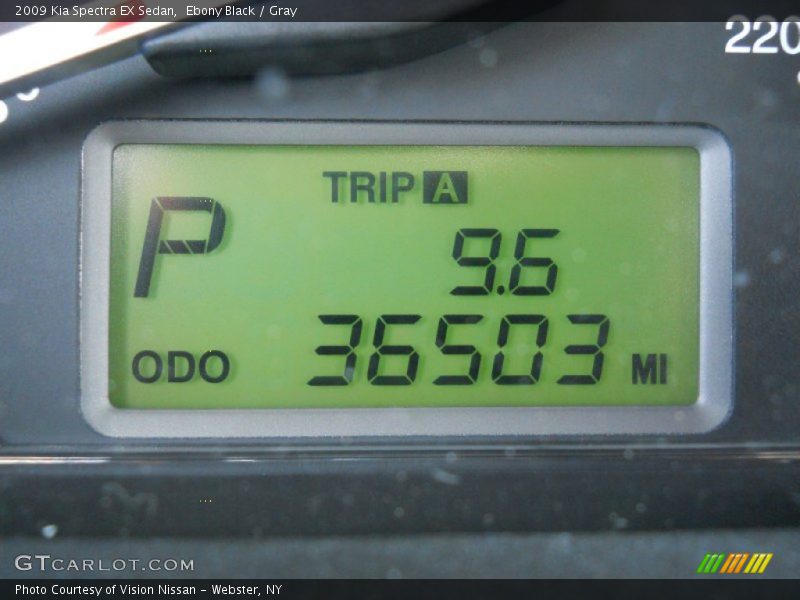 2009 Kia Spectra EX Sedan, Ebony Black / Gray
220
TRIP A
P
9.6
ODO 36503 MI
GTCARLOT.COM
Photo Courtesy of Vision Nissan - Webster, NY